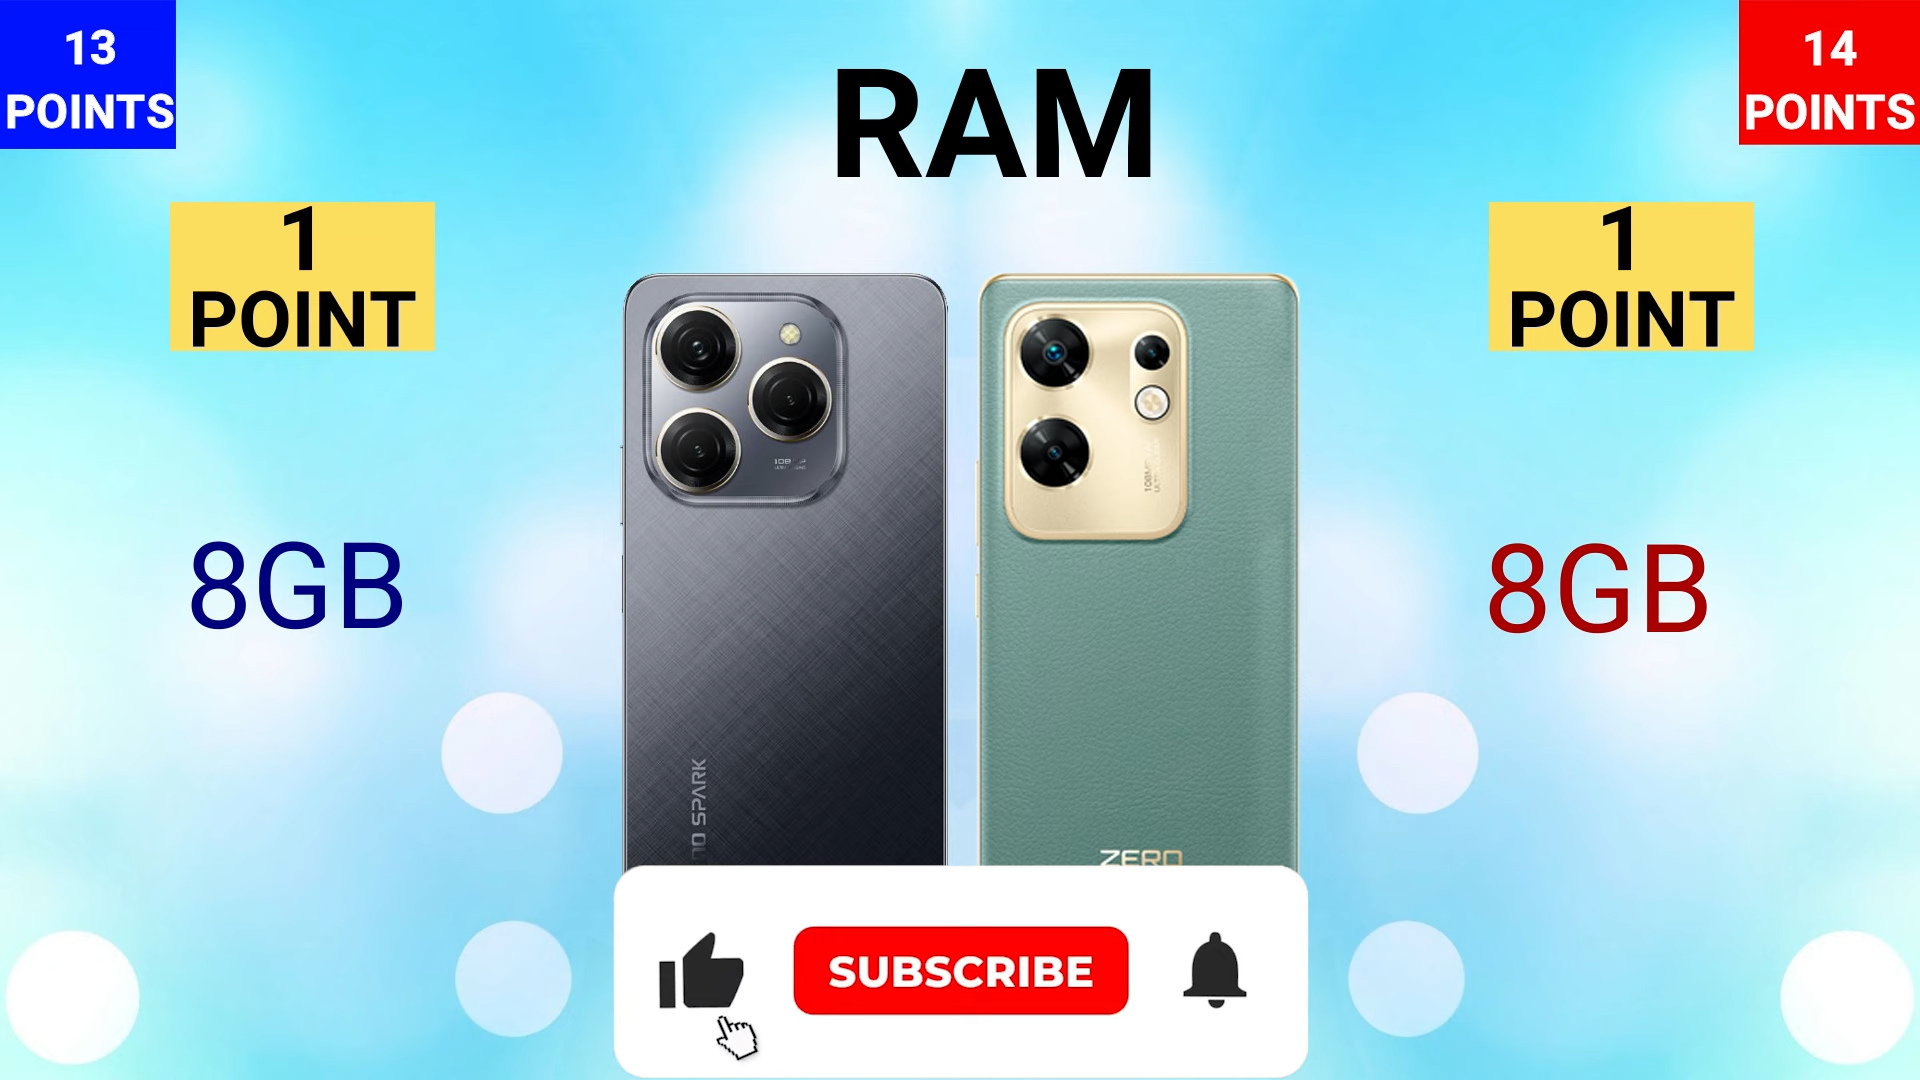 13
POINTS
RAM
14
POINTS
1
POINT
1
POINT
8GB
8GB
SPARK
ZERO
SUBSCRIBE